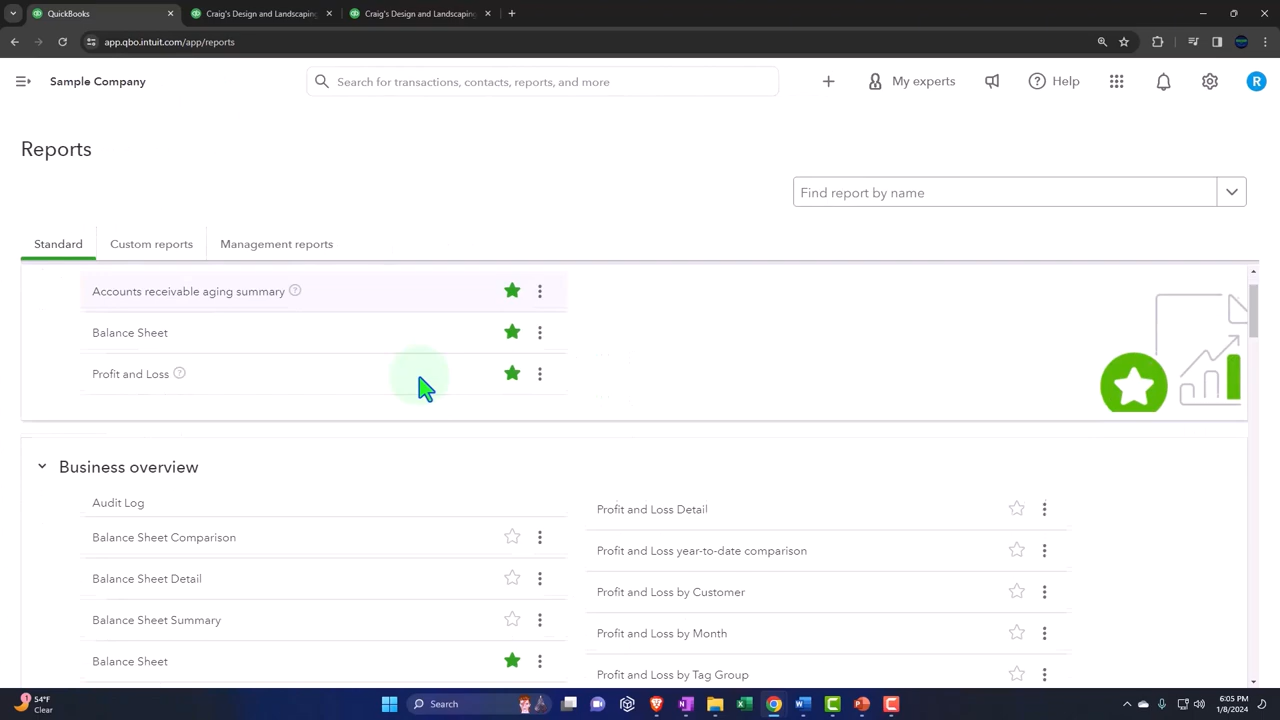 QuickBooks
Craig's Design and Landscaping
Craig's Design and Landscaping
app.qbo.intuit.com/app/reports
Sample Company
Search for transactions, contacts, reports, and more
My experts
Help
R
Reports
Find report by name
Standard
Custom reports
Management reports
Accounts receivable aging summary
Balance Sheet
Profit and Loss
Business overview
Audit Log
Profit and Loss Detail
Balance Sheet Comparison
Profit and Loss year-to-date comparison
Balance Sheet Detail
Profit and Loss by Customer
Balance Sheet Summary
Profit and Loss by Month
Balance Sheet
Profit and Loss by Tag Group
54°F
Clear
Search
6:05 PM
1/8/2024